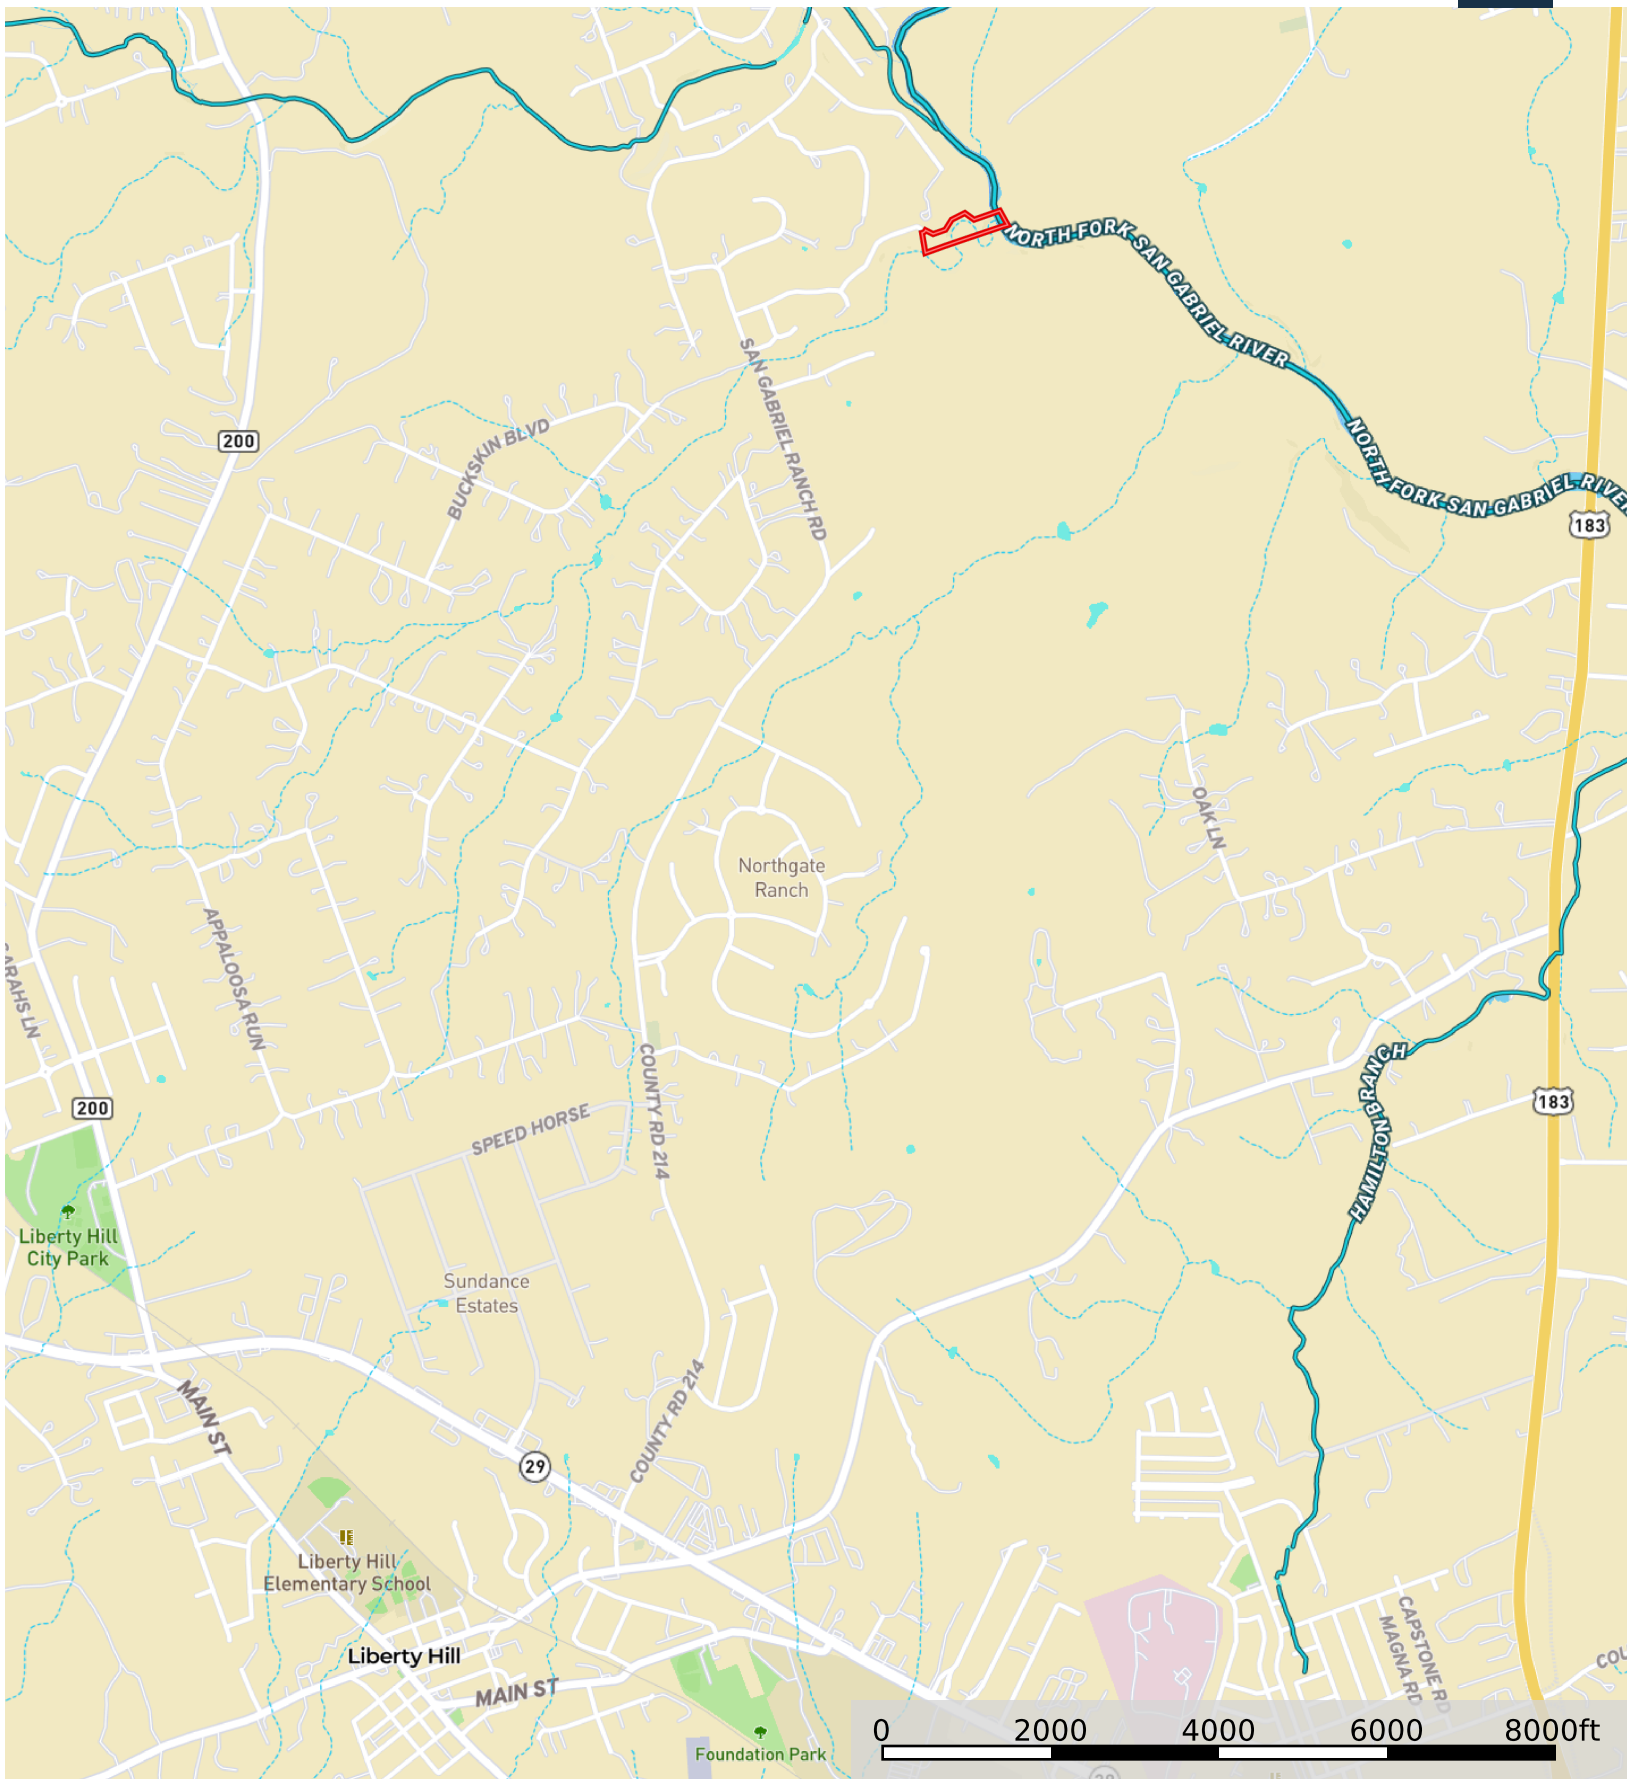 NORTH FORK SAN GABRIEL RIVER
SAN GABRIEL RANCH RD
BUCKSKIN BLVD
200
NORTH FORK SAN GABRIEL RIVER
183
OAK LN
Northgate
Ranch
APPALOOSA RUN
SARAHS LN
COUNTY RD 214
HAMILTON BRANCH
200
183
SPEED HORSE
Liberty Hill
City Park
Sundance
Estates
MAIN ST
COUNTY RD 214
29
Liberty Hill
Elementary School
Liberty Hill
MAIN ST
CAPSTONE RD
MAGNA RD
COU
Foundation Park
0 2000 4000 6000 8000ft